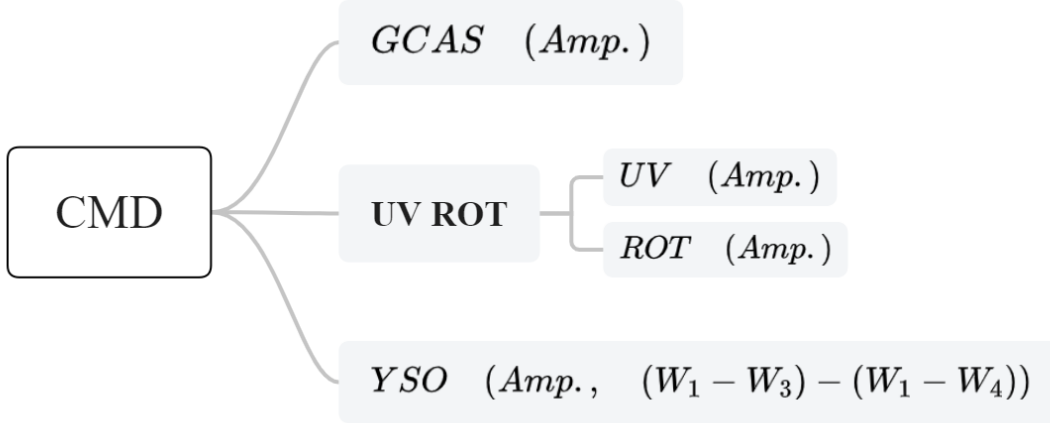 GCAS (Amp.)
CMD
UV ROT
UV (Amp.)
ROT (Amp.)
YSO (Amp., (W₁ − W₃) − (W₁ − W₄))